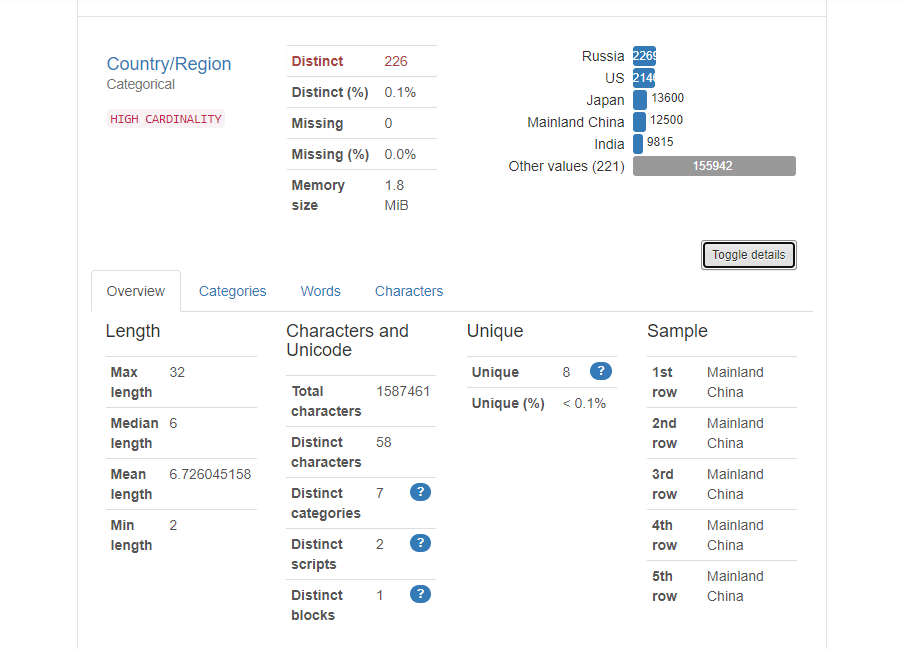 Country/Region
Categorical
HIGH CARDINALITY
Distinct 226
Distinct (%) 0.1%
Missing 0
Missing (%) 0.0%
Memory size 1.8 MiB
Russia
US
Japan 13600
Mainland China 12500
India 9815
Other values (221) 155942
Toggle details
Overview Categories Words Characters
Length
Max length 32
Median length 6
Mean length 6.726045158
Min length 2
Characters and
Unicode
Total characters 1587461
Distinct characters 58
Distinct categories 7 ?
Distinct scripts 2 ?
Distinct blocks 1 ?
Unique
Unique 8 ?
Unique (%) < 0.1%
Sample
1st row Mainland China
2nd row Mainland China
3rd row Mainland China
4th row Mainland China
5th row Mainland China